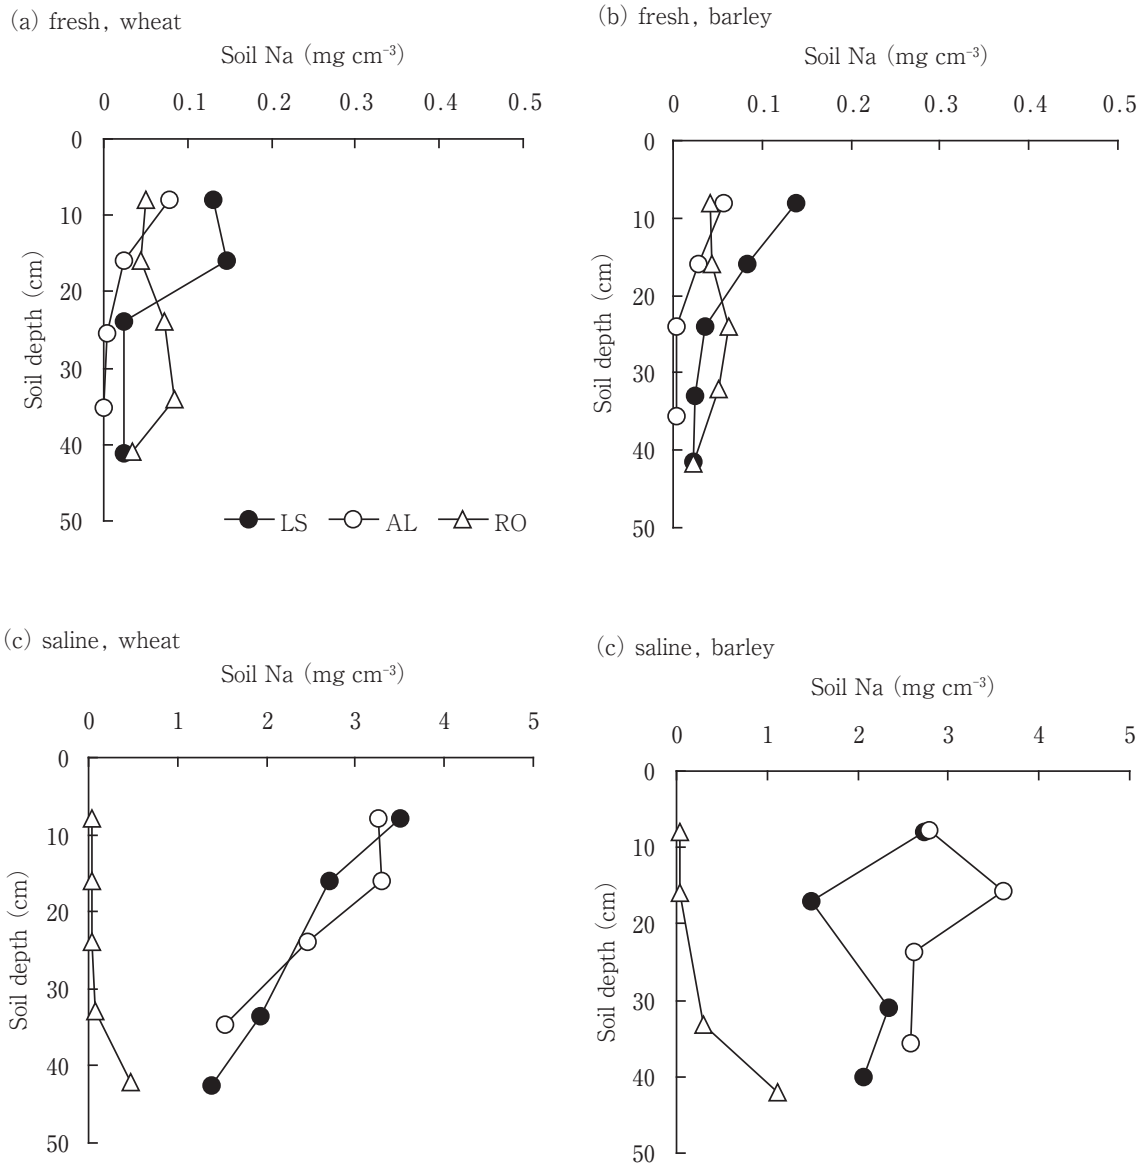 (a) fresh, wheat
Soil Na (mg cm⁻³)
0 0.1 0.2 0.3 0.4 0.5
0
10
20
30
40
50
Soil depth (cm)
LS AL RO
(b) fresh, barley
Soil Na (mg cm⁻³)
0 0.1 0.2 0.3 0.4 0.5
0
10
20
30
40
50
Soil depth (cm)
(c) saline, wheat
Soil Na (mg cm⁻³)
0 1 2 3 4 5
0
10
20
30
40
50
Soil depth (cm)
(c) saline, barley
Soil Na (mg cm⁻³)
0 1 2 3 4 5
0
10
20
30
40
50
Soil depth (cm)